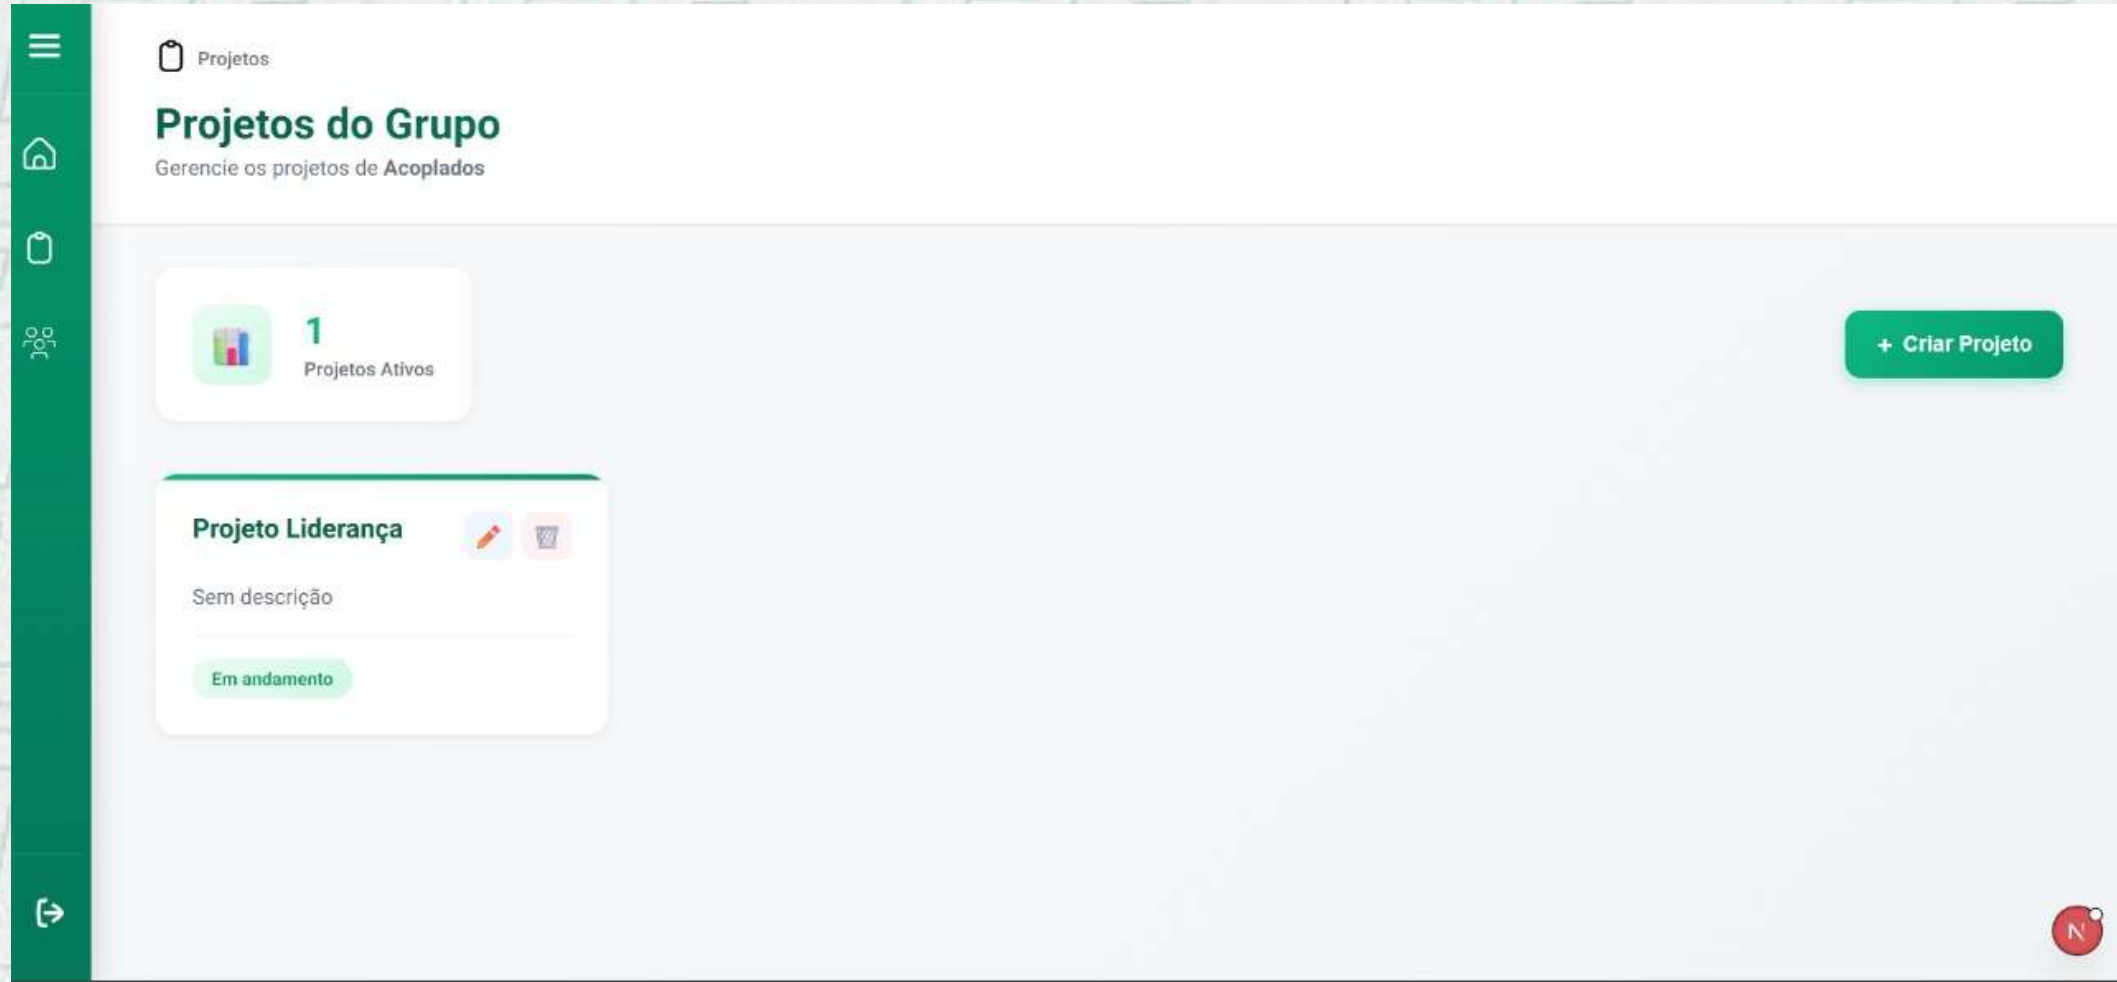 Projetos
Projetos do Grupo
Gerencie os projetos de Acoplados
1
Projetos Ativos
+ Criar Projeto
Projeto Liderança
Sem descrição
Em andamento
N